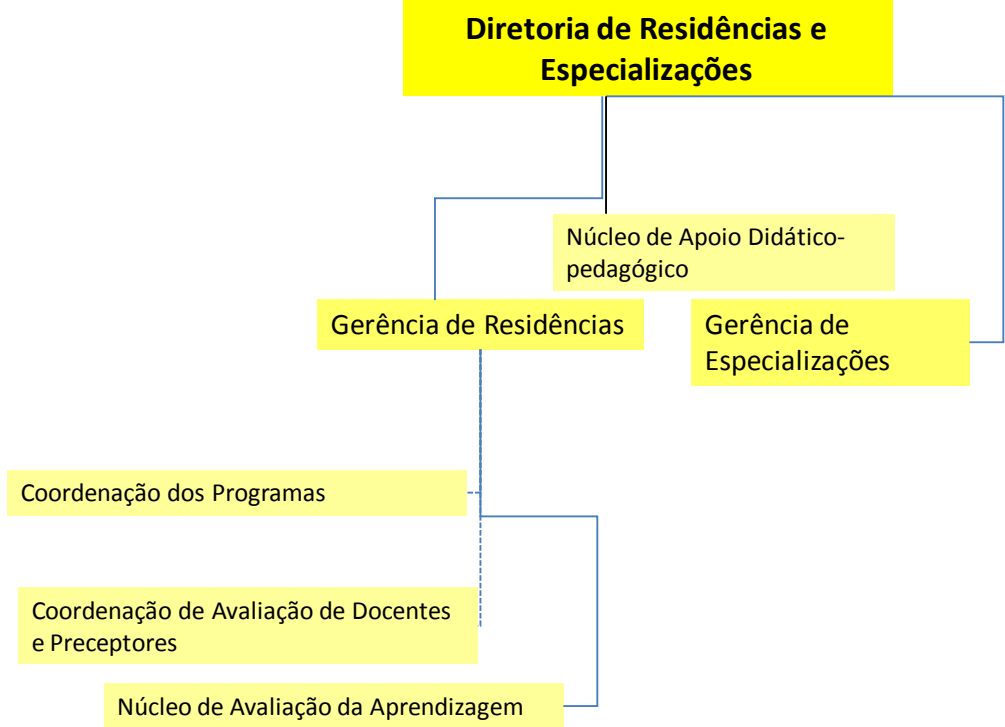 Diretoria de Residências e
Especializações
Núcleo de Apoio Didático-
pedagógico
Gerência de Residências
Gerência de
Especializações
Coordenação dos Programas
Coordenação de Avaliação de Docentes
e Preceptores
Núcleo de Avaliação da Aprendizagem